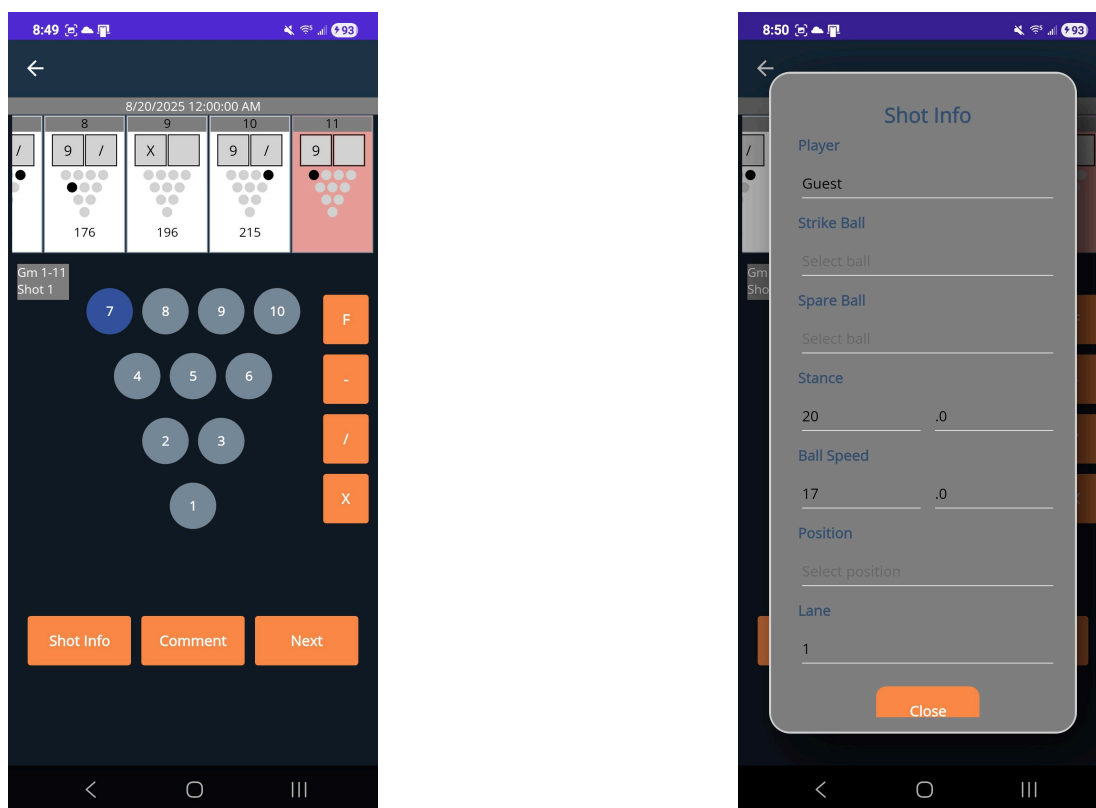 8:49
93
8/20/2025 12:00:00 AM
8 9 10 11
/ 9 / X 9 / 9
176 196 215
Gm 1-11
Shot 1
7 8 9 10
F
4 5 6
-
2 3
/
1
X
Shot Info Comment Next
8:50
93
Shot Info
Player
Guest
Strike Ball
Select ball
Spare Ball
Select ball
Stance
20 .0
Ball Speed
17 .0
Position
Select position
Lane
1
Close
/
Gm
Sho